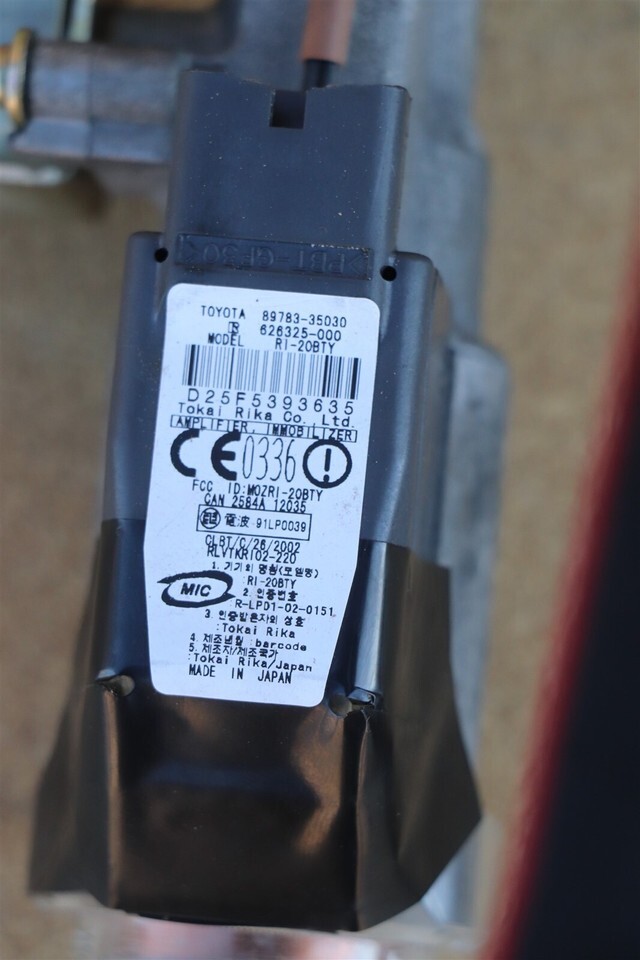 >PBT-GF30<
TOYOTA 89783-35030
626325-000
MODEL RI-20BTY
D25F5393635
Tokai Rika Co. Ltd.
AMPLIFIER, IMMOBILIZER
CE0336
FCC ID:MOZRI-20BTY
CAN 2584A 12035
電波 91LP0039
CLBT/C/26/2002
RLVTKRI02-220
1. 기기의 명칭(모델명)
:RI-20BTY
MIC
2. 인증번호
R-LPD1-02-0151
3. 인증받은자의 상호
:Tokai Rika
4. 제조년월 :barcode
5. 제조자/제조국가
:Tokai Rika/Japan
MADE IN JAPAN